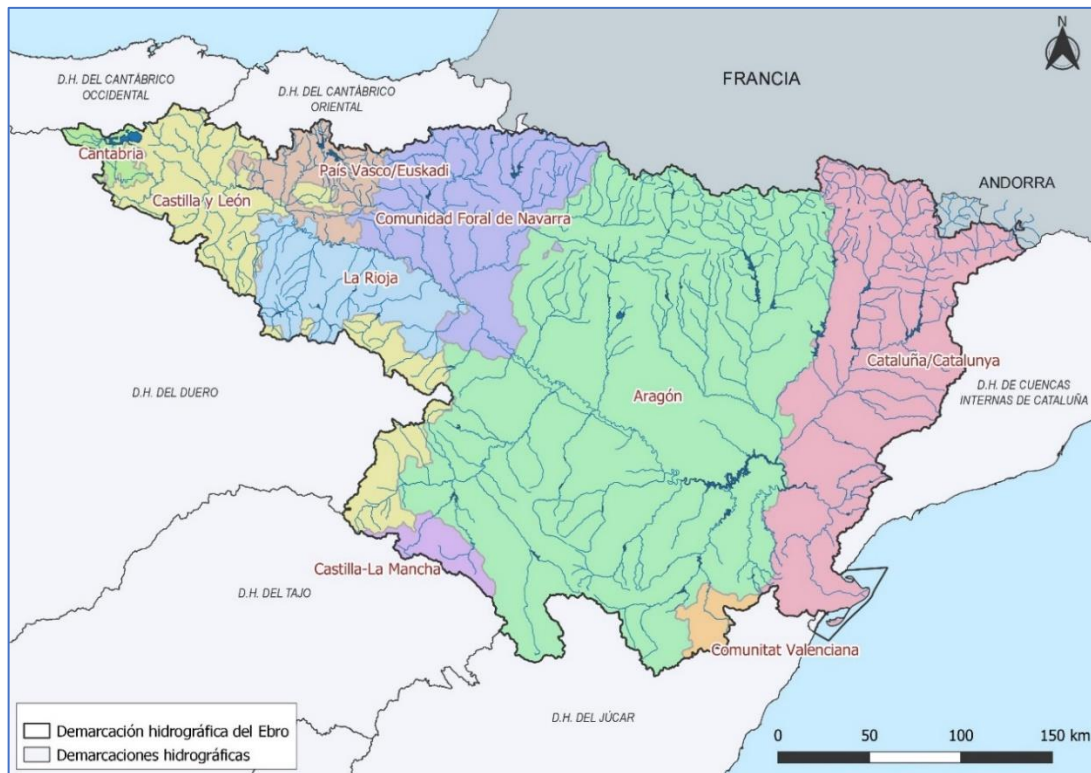 FRANCIA
D.H. DEL CANTÁBRICO
OCCIDENTAL
D.H. DEL CANTÁBRICO
ORIENTAL
Cantabria
País Vasco/Euskadi
ANDORRA
Castilla y León
Comunidad Foral de Navarra
La Rioja
Cataluña/Catalunya
D.H. DEL DUERO
Aragón
D.H. DE CUENCAS
INTERNAS DE CATALUÑA
Castilla-La Mancha
D.H. DEL TAJO
Comunitat Valenciana
D.H. DEL JÚCAR
Demarcación hidrográfica del Ebro
Demarcaciones hidrográficas
0 50 100 150 km